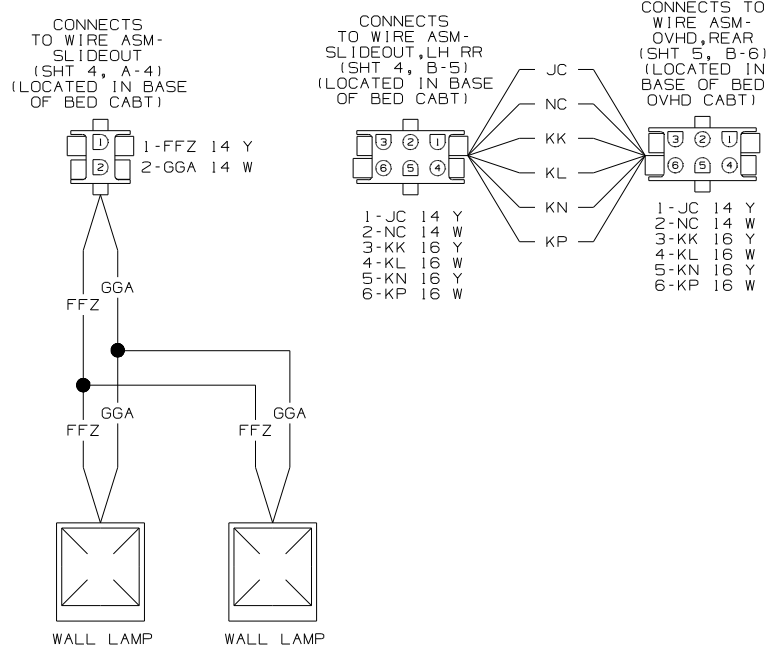 CONNECTS
TO WIRE ASM-
SLIDEOUT
(SHT 4, A-4)
(LOCATED IN BASE
OF BED CABT)
1
2
1-FFZ 14 Y
2-GGA 14 W
CONNECTS
TO WIRE ASM-
SLIDEOUT,LH RR
(SHT 4, B-5)
(LOCATED IN BASE
OF BED CABT)
3 2 1
6 5 4
1-JC 14 Y
2-NC 14 W
3-KK 16 Y
4-KL 16 W
5-KN 16 Y
6-KP 16 W
JC
NC
KK
KL
KN
KP
CONNECTS TO
WIRE ASM-
OVHD,REAR
(SHT 5, B-6)
(LOCATED IN
BASE OF BED
OVHD CABT)
3 2 1
6 5 4
1-JC 14 Y
2-NC 14 W
3-KK 16 Y
4-KL 16 W
5-KN 16 Y
6-KP 16 W
GGA
FFZ
GGA
FFZ
GGA
FFZ
WALL LAMP
WALL LAMP